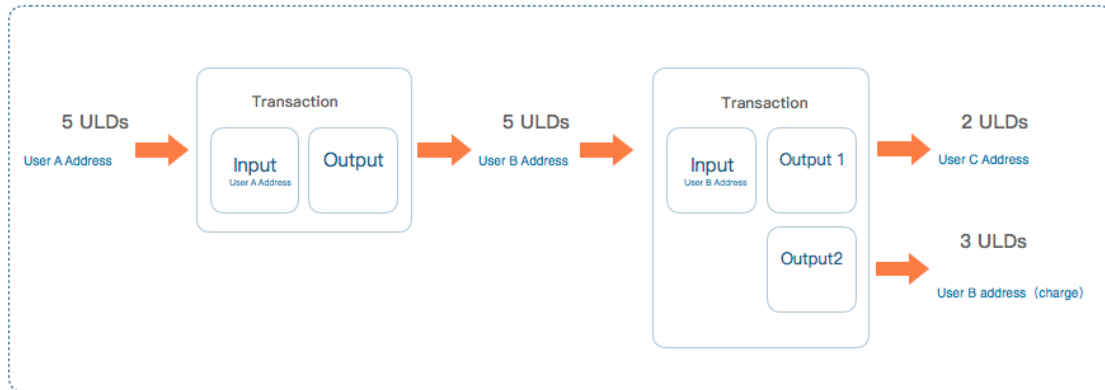 5 ULDs
User A Address
Transaction
Input
User A Address
Output
5 ULDs
User B Address
Transaction
Input
User B Address
Output 1
Output2
2 ULDs
User C Address
3 ULDs
User B address（charge）